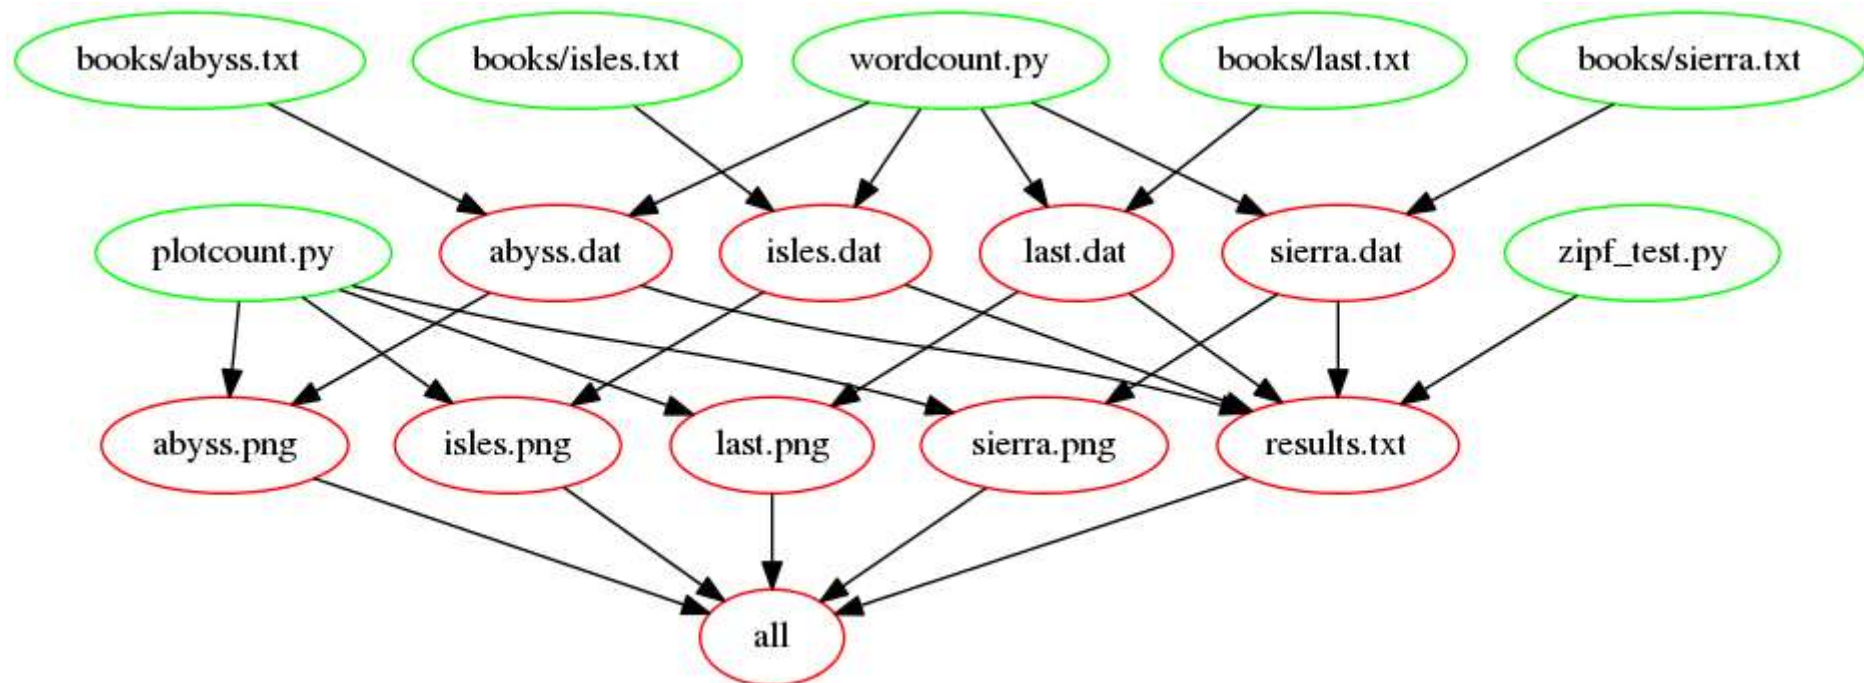 books/abyss.txt
books/isles.txt
wordcount.py
books/last.txt
books/sierra.txt
plotcount.py
abyss.dat
isles.dat
last.dat
sierra.dat
zipf_test.py
abyss.png
isles.png
last.png
sierra.png
results.txt
all